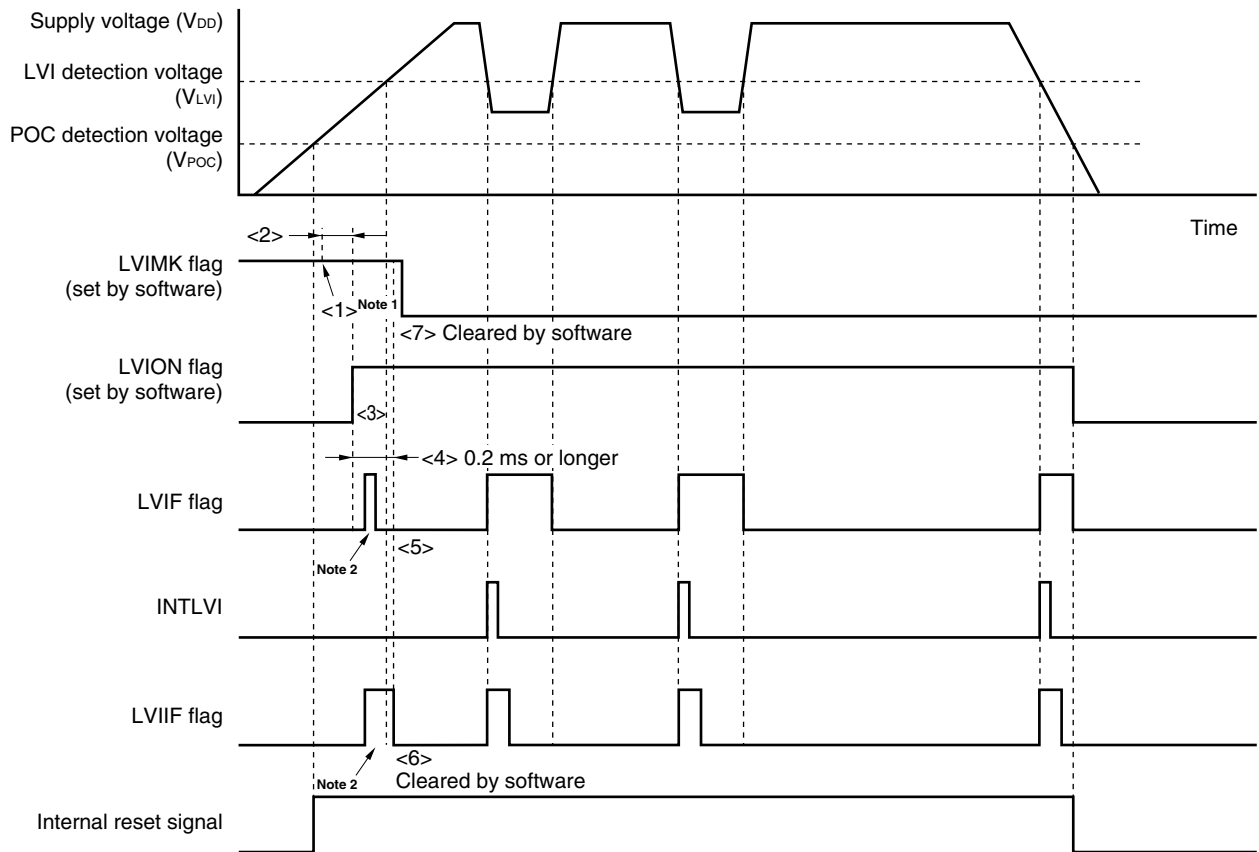 Supply voltage (VDD)
LVI detection voltage
(VLVI)
POC detection voltage
(VPOC)
Time
<2>
LVIMK flag
(set by software)
<1> Note 1
<7> Cleared by software
LVION flag
(set by software)
<3>
<4> 0.2 ms or longer
LVIF flag
Note 2
<5>
INTLVI
LVIIF flag
Note 2
<6>
Cleared by software
Internal reset signal